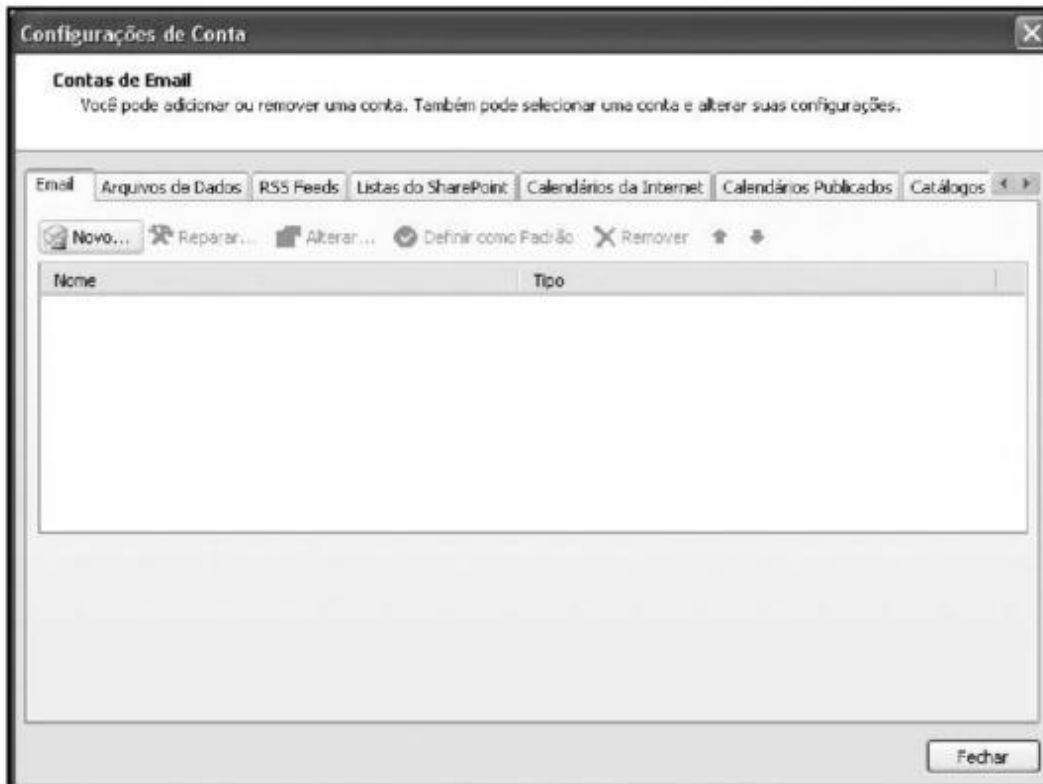 Configurações de Conta
Contas de Email
Você pode adicionar ou remover uma conta. Também pode selecionar uma conta e alterar suas configurações.
Email Arquivos de Dados RSS Feeds Listas do SharePoint Calendários da Internet Calendários Publicados Catálogos
Novo... Reparar... Alterar... Definir como Padrão Remover
Nome Tipo
Fechar